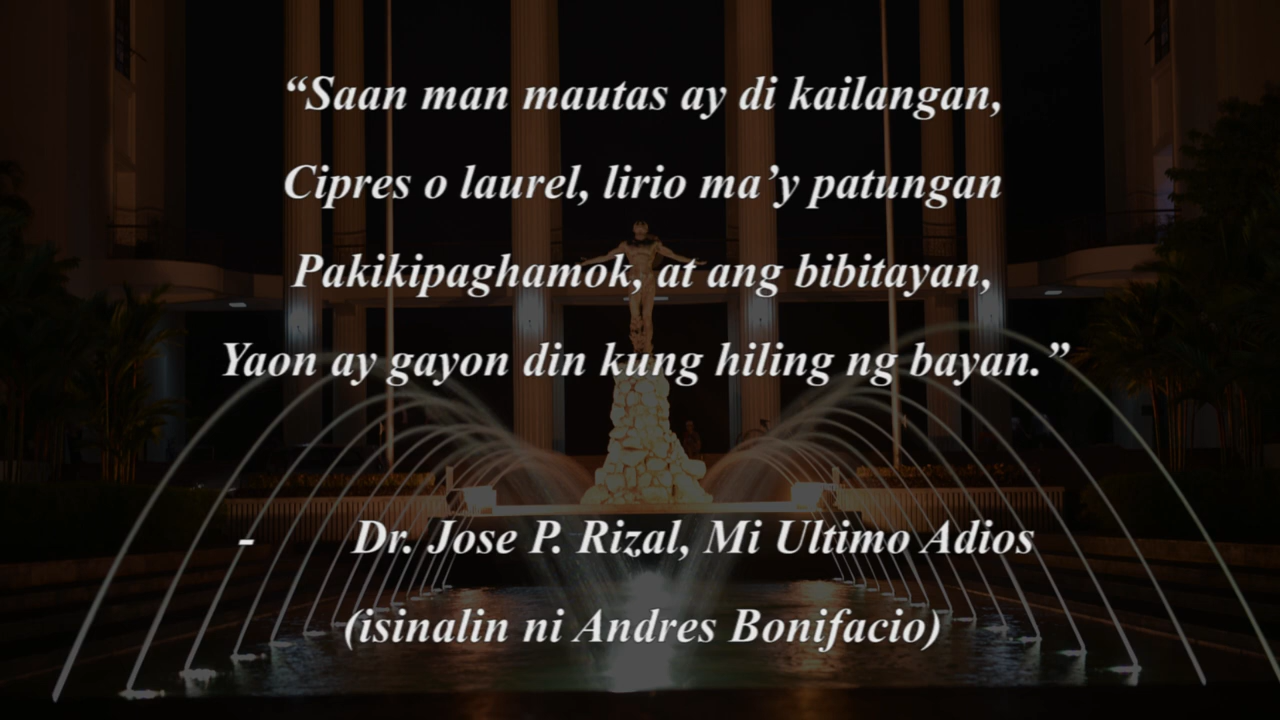 “Saan man mautas ay di kailangan,
Cipres o laurel, lirio ma’y patungan
Pakikipaghamok, at ang bibitayan,
Yaon ay gayon din kung hiling ng bayan.”
- Dr. Jose P. Rizal, Mi Ultimo Adios
(isinalin ni Andres Bonifacio)